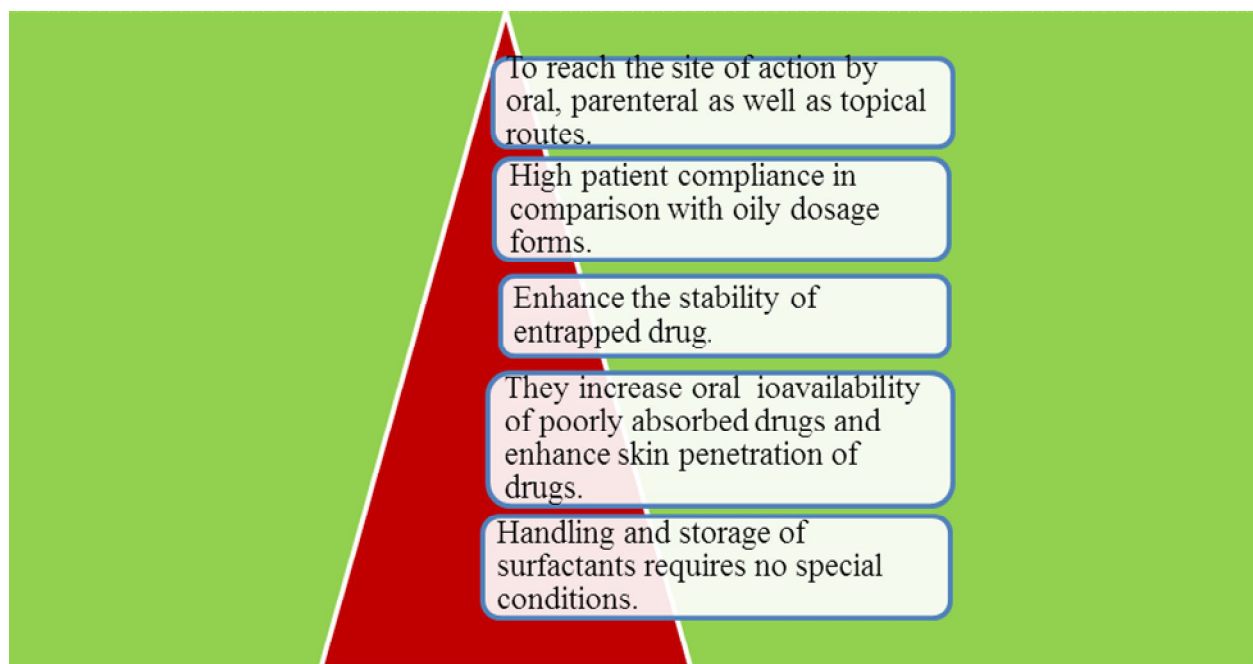 To reach the site of action by
oral, parenteral as well as topical
routes.
High patient compliance in
comparison with oily dosage
forms.
Enhance the stability of
entrapped drug.
They increase oral ioavailability
of poorly absorbed drugs and
enhance skin penetration of
drugs.
Handling and storage of
surfactants requires no special
conditions.